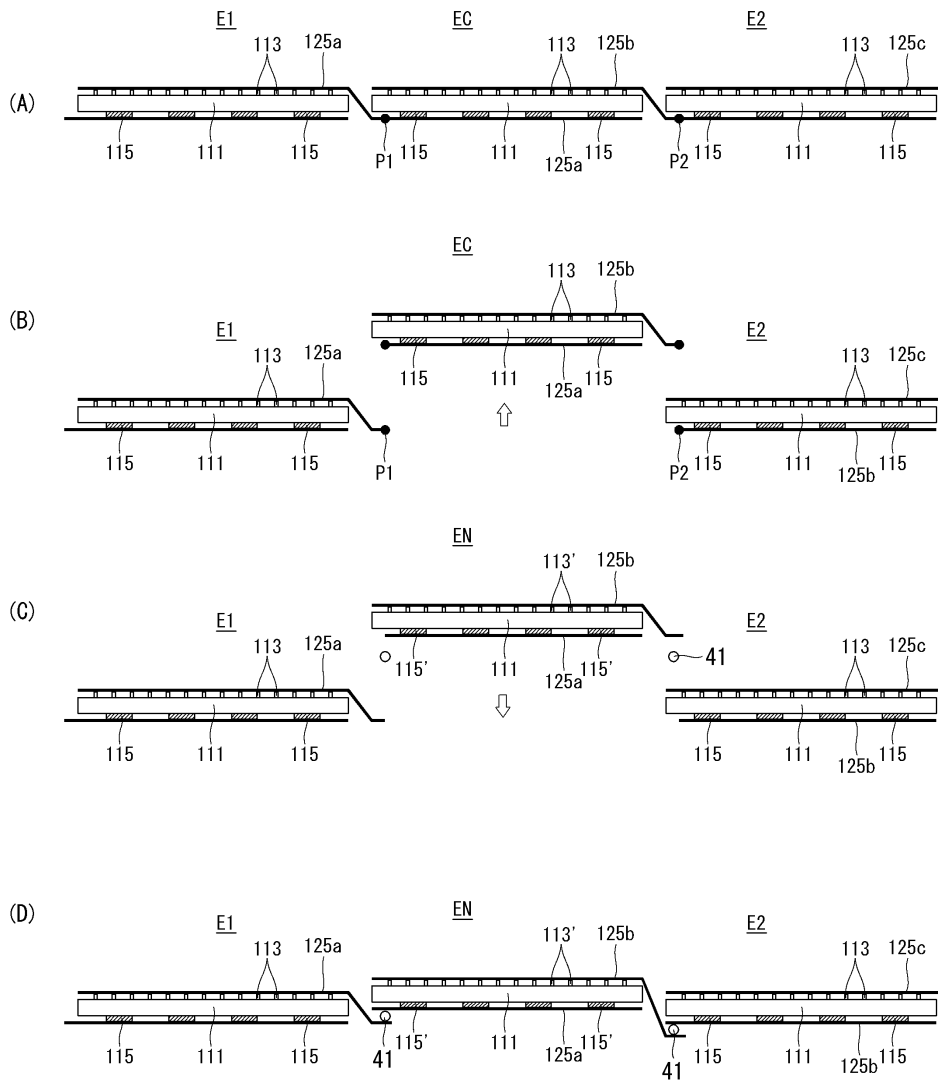 E1 EC E2
113 125a 113 125b 113 125c
(A)
115 111 115 P1 115 125a 111 115 P2 115 111 115
EC
113 125b
(B)
E1 E2
113 125a 115 125a 111 115 113 125c
115 111 115 P1 P2 115 111 125b 115
EN
113' 125b
(C)
E1 E2
113 125a 115' 125a 111 115' 41 113 125c
115 111 115 115 111 125b 115
E1 EN E2
(D)
113 125a 113' 125b 113 125c
115 111 115 41 115' 125a 111 115' 41 115 111 125b 115